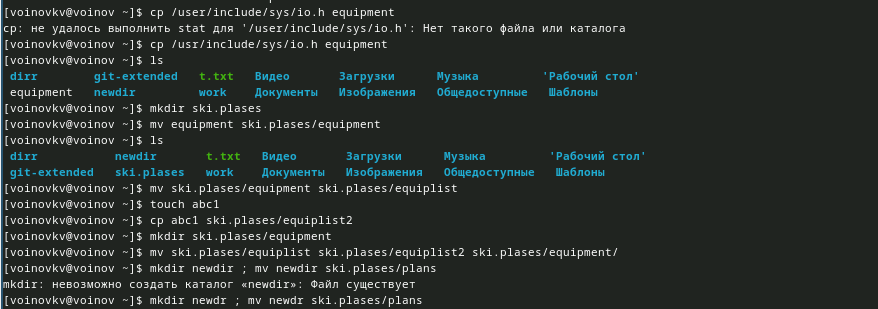 [voinovkv@voinov ~]$ cp /user/include/sys/io.h equipment
cp: не удалось выполнить stat для '/user/include/sys/io.h': Нет такого файла или каталога
[voinovkv@voinov ~]$ cp /usr/include/sys/io.h equipment
[voinovkv@voinov ~]$ ls
dirr git-extended t.txt Видео Загрузки Музыка 'Рабочий стол'
equipment newdir work Документы Изображения Общедоступные Шаблоны
[voinovkv@voinov ~]$ mkdir ski.plases
[voinovkv@voinov ~]$ mv equipment ski.plases/equipment
[voinovkv@voinov ~]$ ls
dirr newdir t.txt Видео Загрузки Музыка 'Рабочий стол'
git-extended ski.plases work Документы Изображения Общедоступные Шаблоны
[voinovkv@voinov ~]$ mv ski.plases/equipment ski.plases/equiplist
[voinovkv@voinov ~]$ touch abc1
[voinovkv@voinov ~]$ cp abc1 ski.plases/equiplist2
[voinovkv@voinov ~]$ mkdir ski.plases/equipment
[voinovkv@voinov ~]$ mv ski.plases/equiplist ski.plases/equiplist2 ski.plases/equipment/
[voinovkv@voinov ~]$ mkdir newdir ; mv newdir ski.plases/plans
mkdir: невозможно создать каталог «newdir»: Файл существует
[voinovkv@voinov ~]$ mkdir newdr ; mv newdr ski.plases/plans